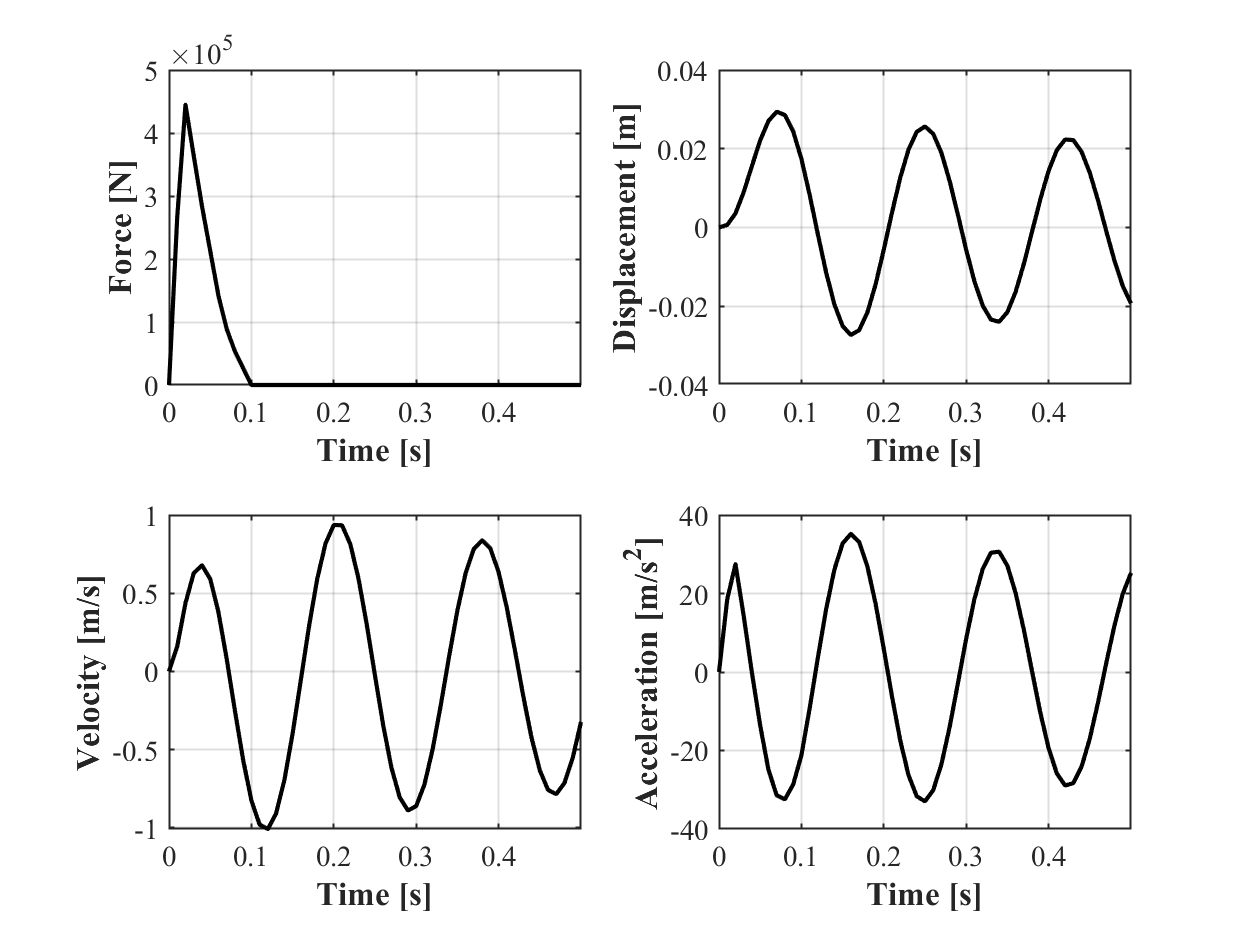 ×10^5
5
4
3
2
1
0
Force [N]
0 0.1 0.2 0.3 0.4
Time [s]
0.04
0.02
0
-0.02
-0.04
Displacement [m]
0 0.1 0.2 0.3 0.4
Time [s]
1
0.5
0
-0.5
-1
Velocity [m/s]
0 0.1 0.2 0.3 0.4
Time [s]
40
20
0
-20
-40
Acceleration [m/s^2]
0 0.1 0.2 0.3 0.4
Time [s]